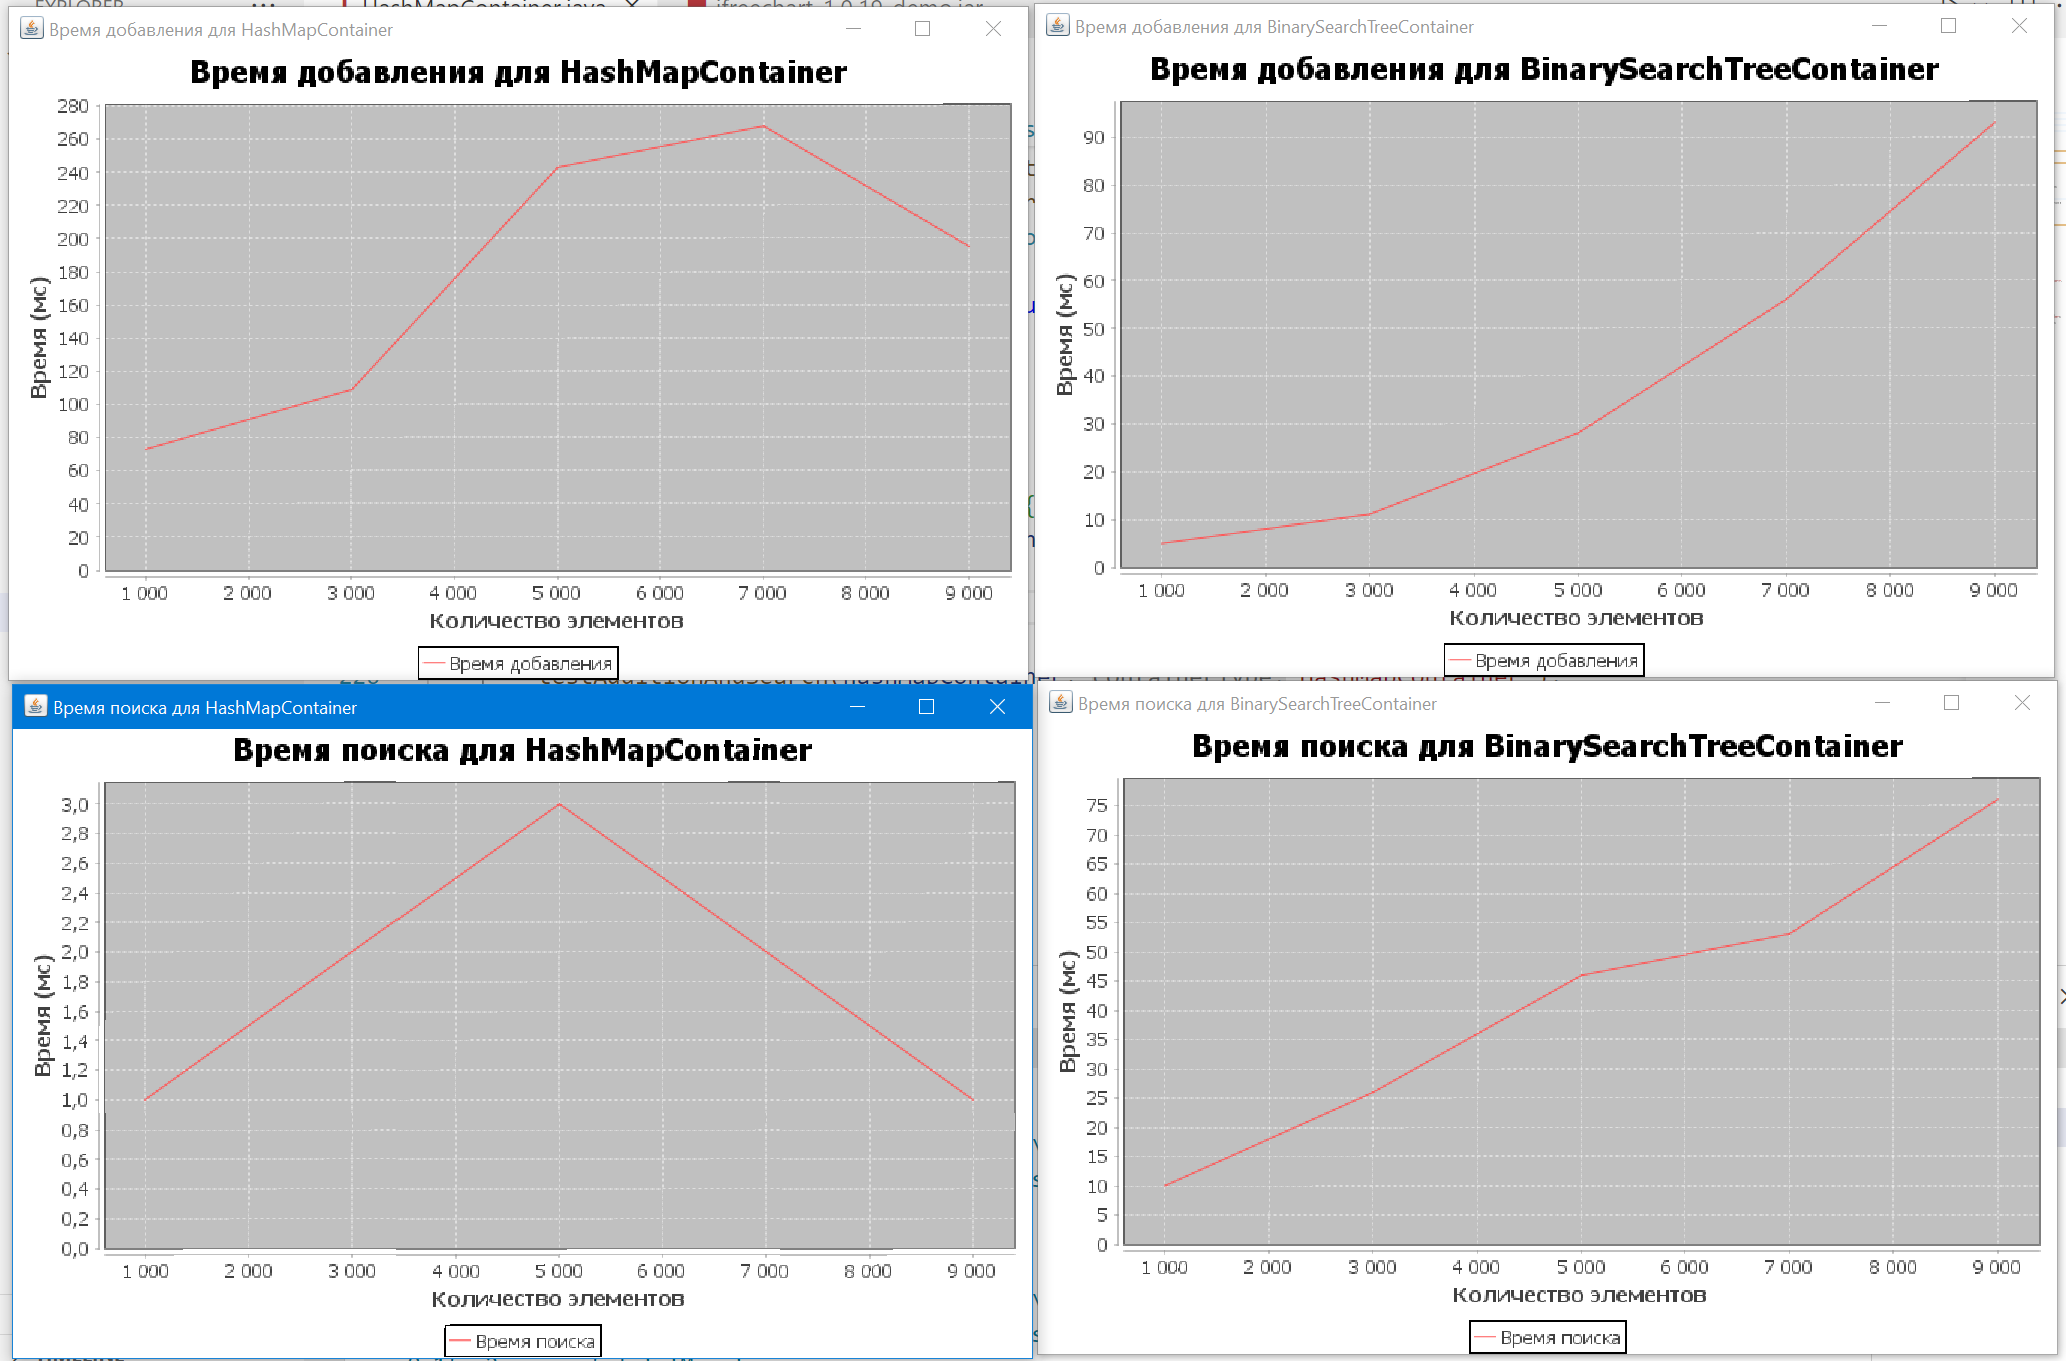 EXPLORER
HashMapContainer.java
jfreechart-1.0.19-demo.jar
Время добавления для HashMapContainer
Время добавления для HashMapContainer
280
260
240
220
200
180
160
140
120
100
80
60
40
20
0
Время (мс)
1 000 2 000 3 000 4 000 5 000 6 000 7 000 8 000 9 000
Количество элементов
Время добавления
Время добавления для BinarySearchTreeContainer
Время добавления для BinarySearchTreeContainer
90
80
70
60
50
40
30
20
10
0
Время (мс)
1 000 2 000 3 000 4 000 5 000 6 000 7 000 8 000 9 000
Количество элементов
Время добавления
Время поиска для HashMapContainer
Время поиска для HashMapContainer
3,0
2,8
2,6
2,4
2,2
2,0
1,8
1,6
1,4
1,2
1,0
0,8
0,6
0,4
0,2
0,0
Время (мс)
1 000 2 000 3 000 4 000 5 000 6 000 7 000 8 000 9 000
Количество элементов
Время поиска
Время поиска для BinarySearchTreeContainer
Время поиска для BinarySearchTreeContainer
75
70
65
60
55
50
45
40
35
30
25
20
15
10
5
0
Время (мс)
1 000 2 000 3 000 4 000 5 000 6 000 7 000 8 000 9 000
Количество элементов
Время поиска